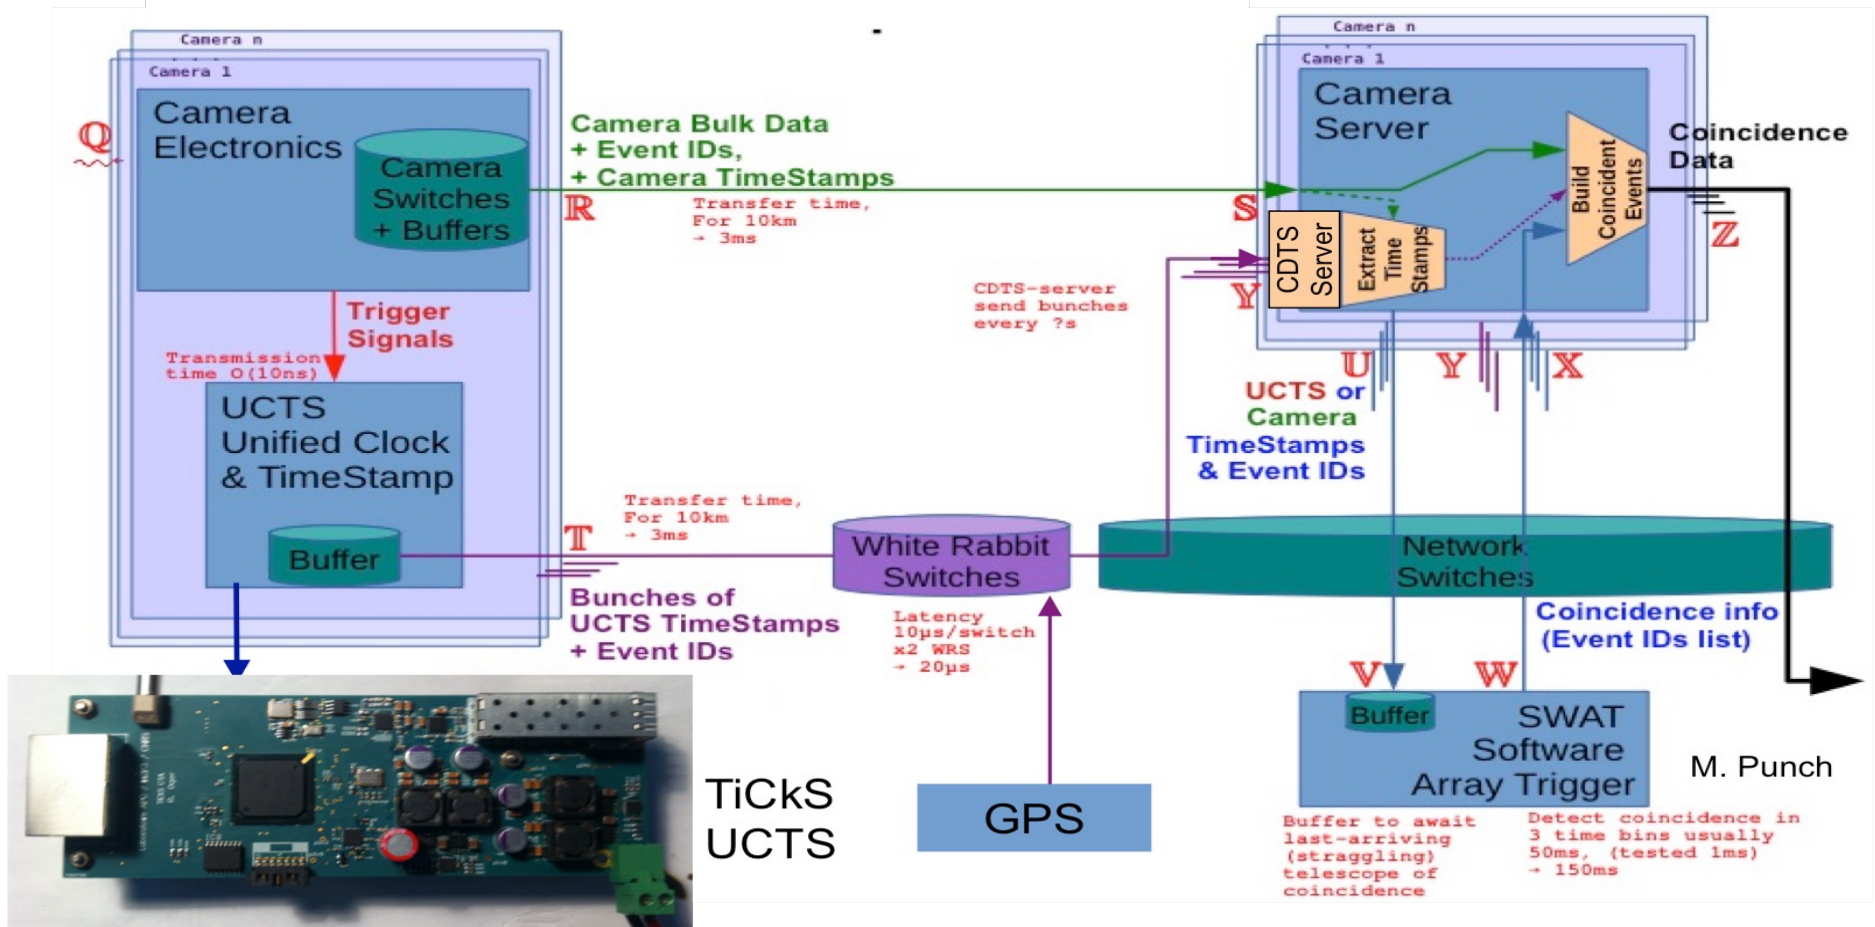 Camera n
. . .
Camera 1
Camera
Electronics
Q
Camera
Switches
+ Buffers
Camera Bulk Data
+ Event IDs,
+ Camera TimeStamps
R
Transfer time,
For 10km
→ 3ms
Trigger
Signals
Transmission
time O(10ns)
UCTS
Unified Clock
& TimeStamp
Buffer
T
Transfer time,
For 10km
→ 3ms
Bunches of
UCTS TimeStamps
+ Event IDs
White Rabbit
Switches
Latency
10µs/switch
x2 WRS
→ 20µs
GPS
TiCkS
UCTS
CDTS-server
send bunches
every ?s
Camera n
. . .
Camera 1
Camera
Server
S
Y
CDTS
Server
Extract
Time
Stamps
Build
Coincident
Events
Coincidence
Data
Z
U
Y
X
UCTS or
Camera
TimeStamps
& Event IDs
Network
Switches
Coincidence info
(Event IDs list)
V
W
Buffer
SWAT
Software
Array Trigger
M. Punch
Buffer to await
last-arriving
(straggling)
telescope of
coincidence
Detect coincidence in
3 time bins usually
50ms, (tested 1ms)
→ 150ms